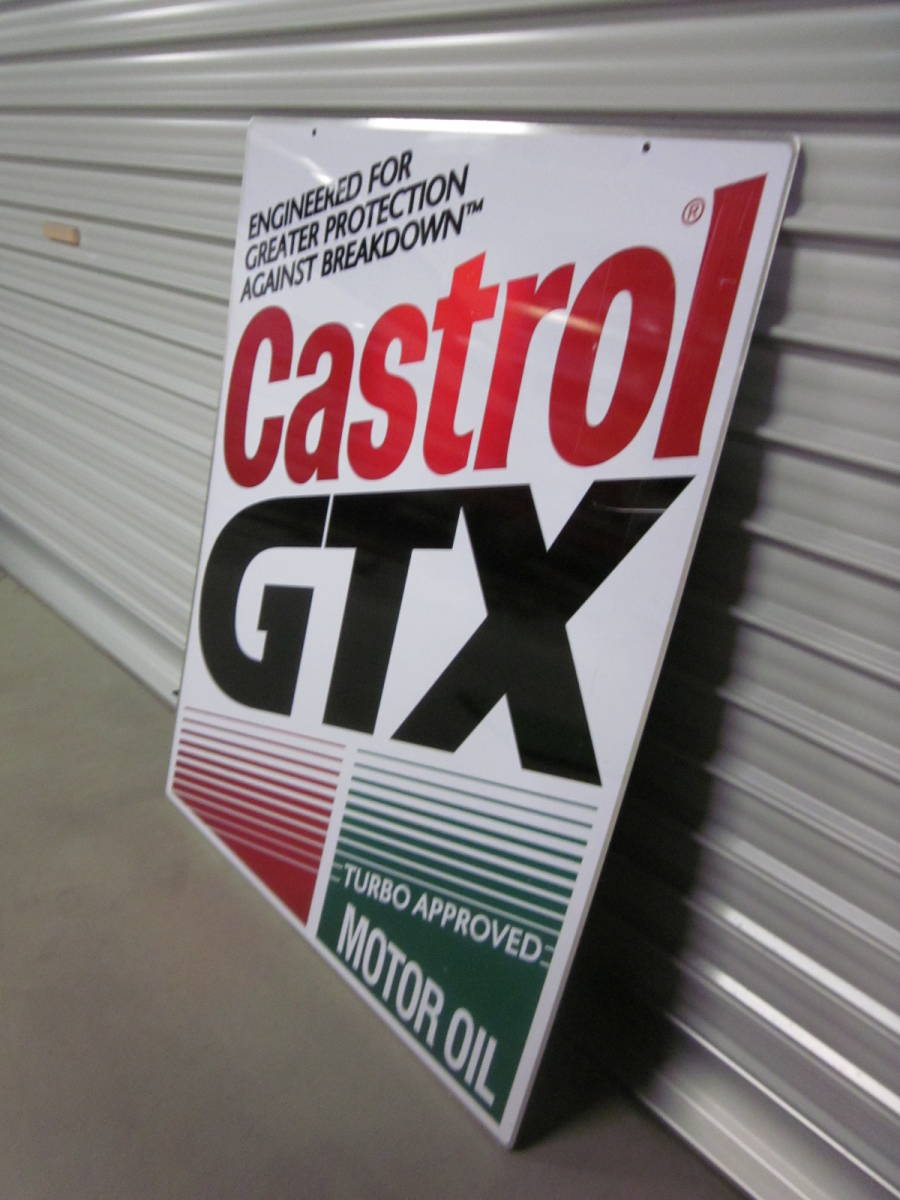 ENGINEERED FOR
GREATER PROTECTION
AGAINST BREAKDOWN™
Castrol®
GTX
TURBO APPROVED
MOTOR OIL